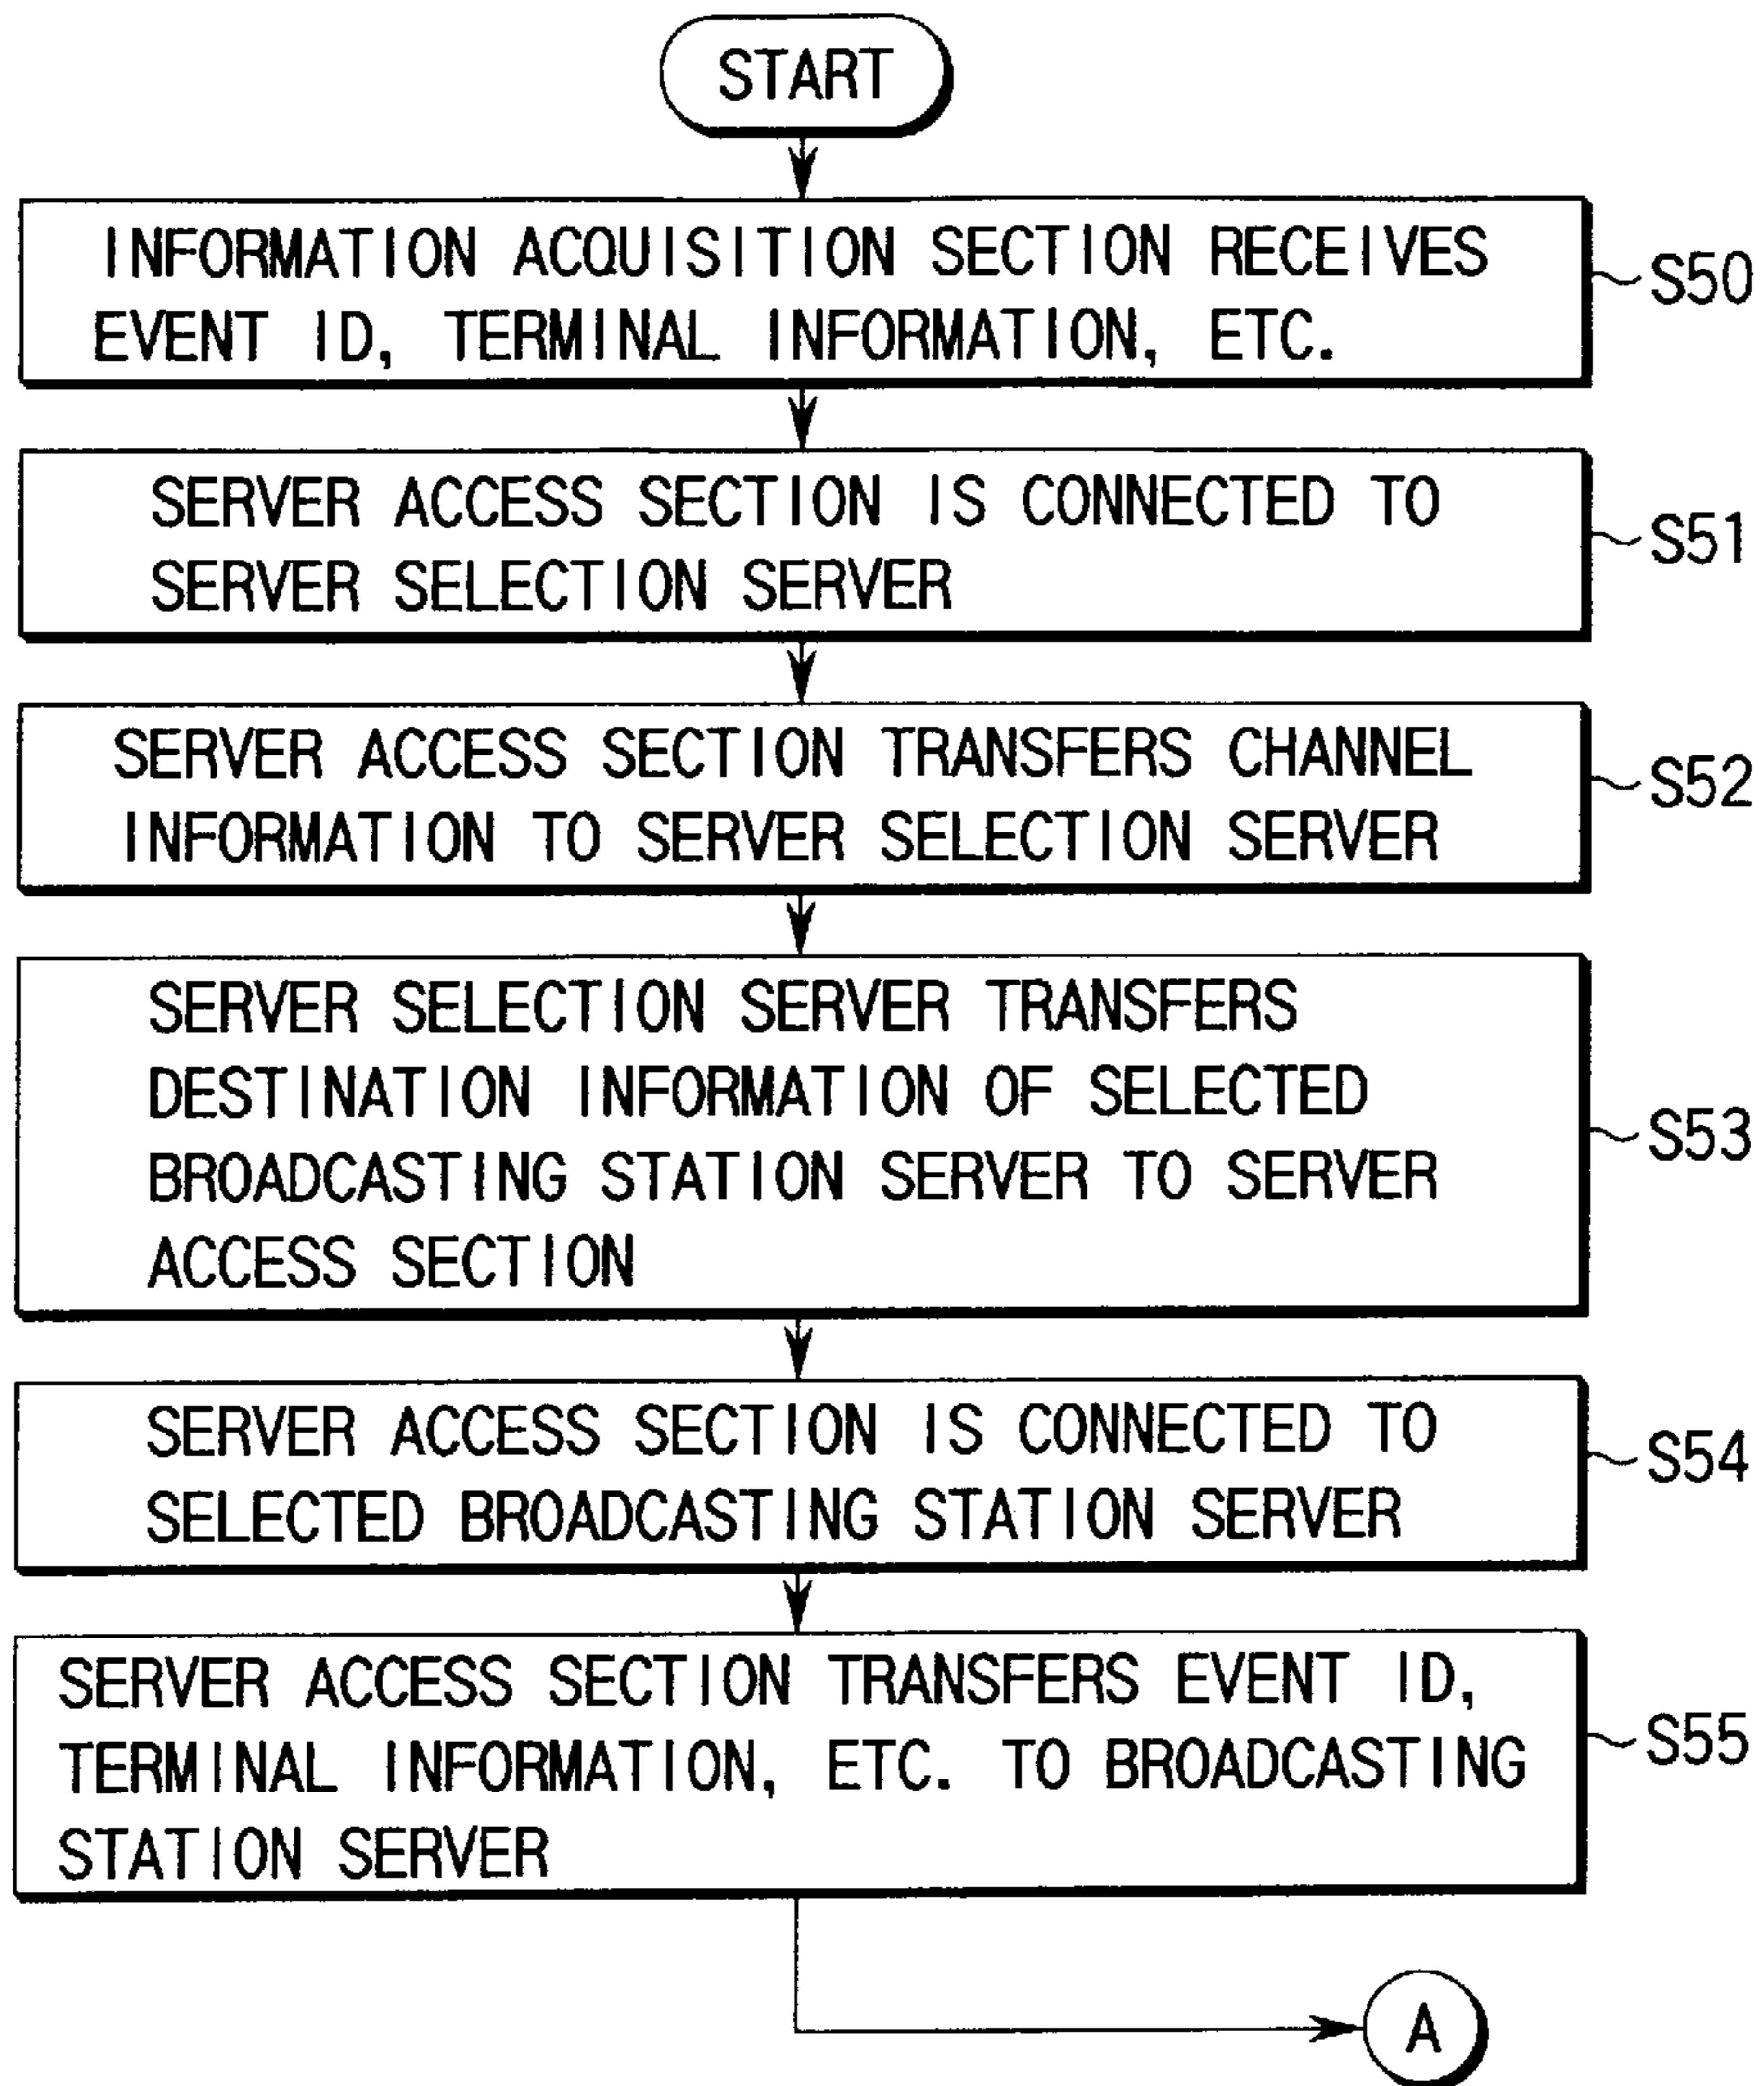 START
INFORMATION ACQUISITION SECTION RECEIVES
EVENT ID, TERMINAL INFORMATION, ETC.
S50
SERVER ACCESS SECTION IS CONNECTED TO
SERVER SELECTION SERVER
S51
SERVER ACCESS SECTION TRANSFERS CHANNEL
INFORMATION TO SERVER SELECTION SERVER
S52
SERVER SELECTION SERVER TRANSFERS
DESTINATION INFORMATION OF SELECTED
BROADCASTING STATION SERVER TO SERVER
ACCESS SECTION
S53
SERVER ACCESS SECTION IS CONNECTED TO
SELECTED BROADCASTING STATION SERVER
S54
SERVER ACCESS SECTION TRANSFERS EVENT ID,
TERMINAL INFORMATION, ETC. TO BROADCASTING
STATION SERVER
S55
A